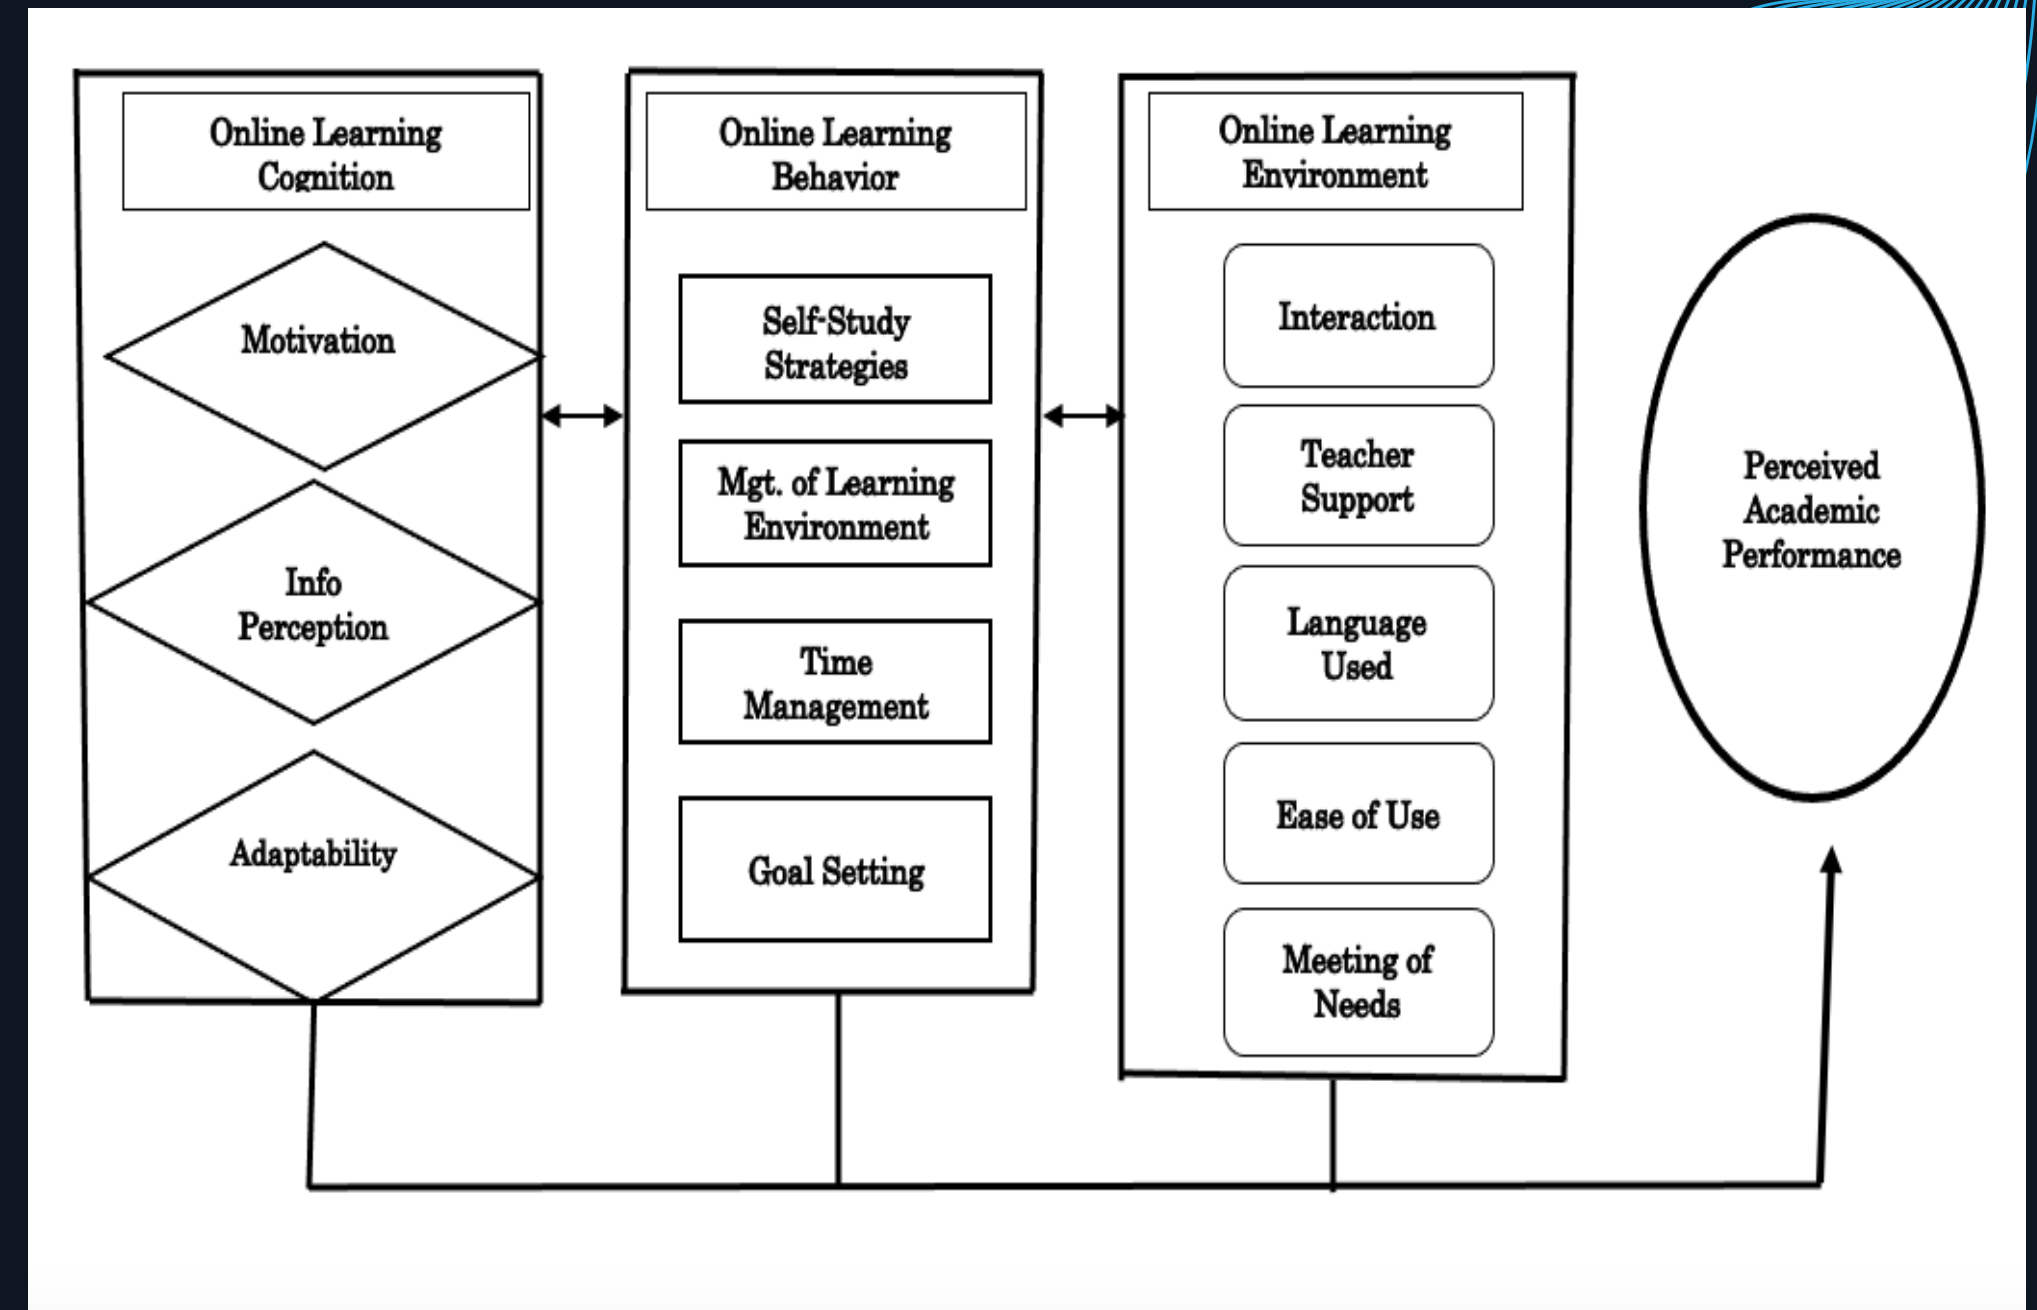 Online Learning
Cognition
Motivation
Info
Perception
Adaptability
Online Learning
Behavior
Self-Study
Strategies
Mgt. of Learning
Environment
Time
Management
Goal Setting
Online Learning
Environment
Interaction
Teacher
Support
Language
Used
Ease of Use
Meeting of
Needs
Perceived
Academic
Performance